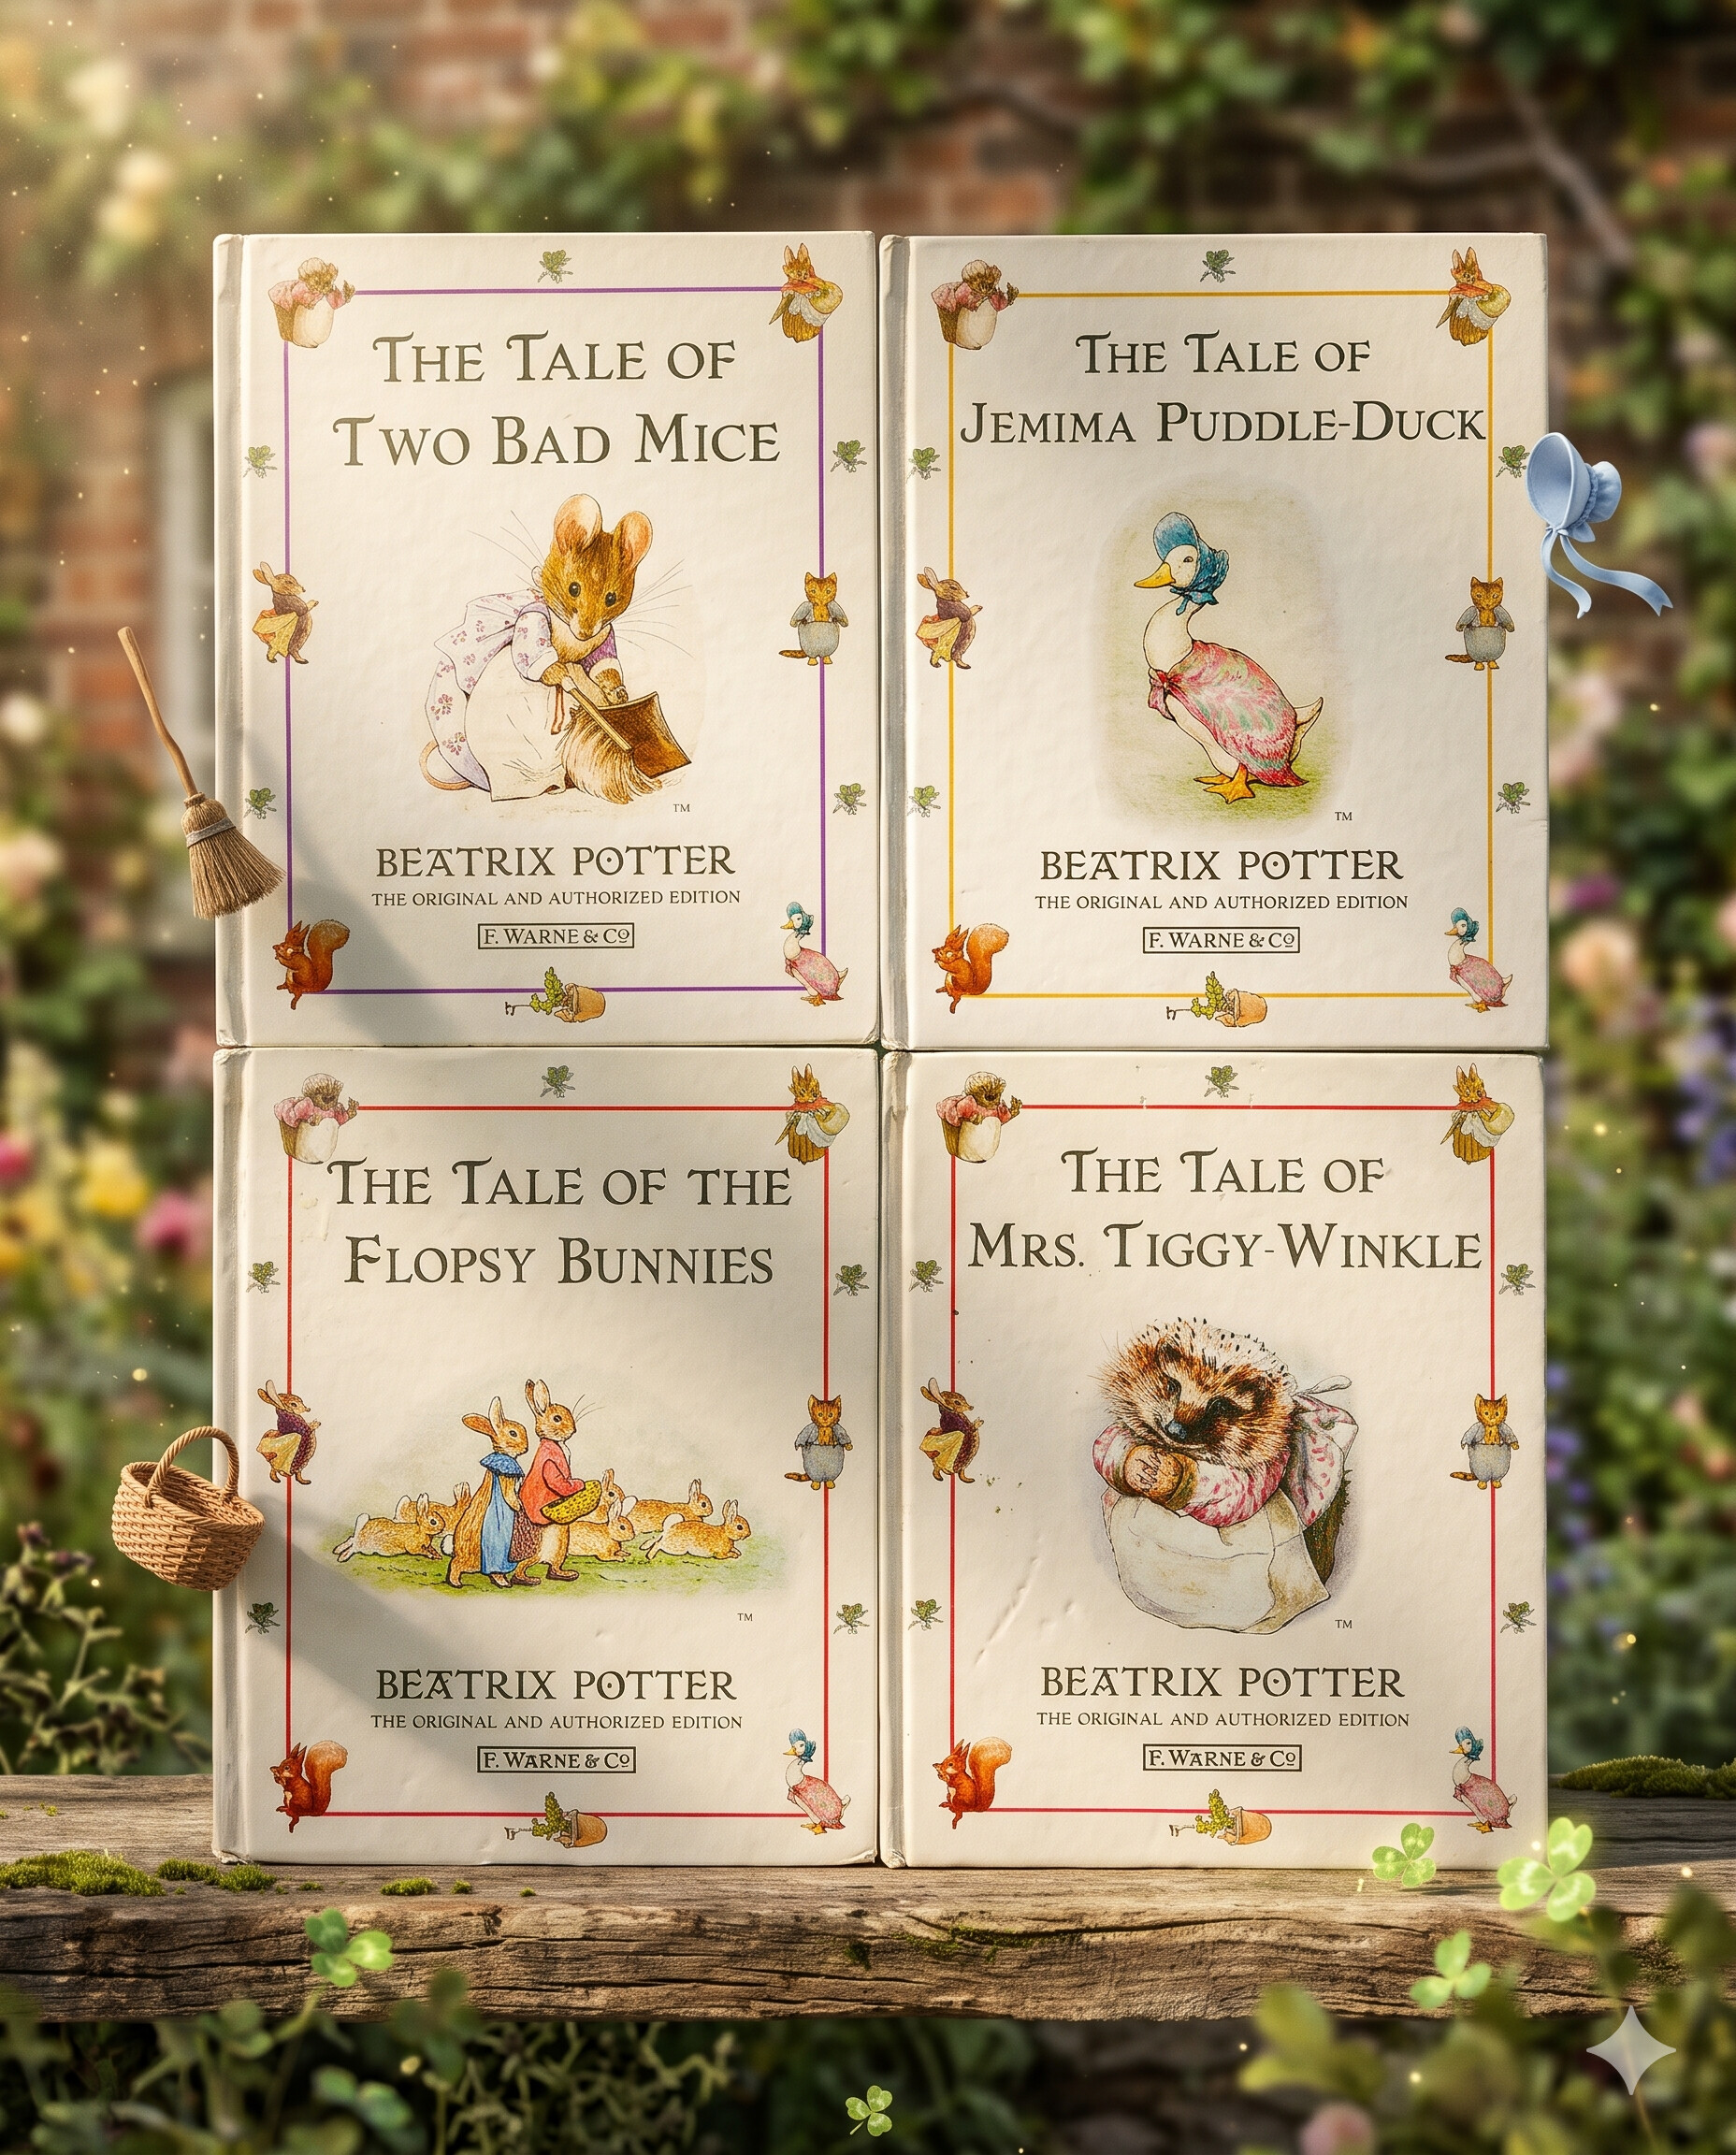 THE TALE OF
TWO BAD MICE
TM
BEATRIX POTTER
THE ORIGINAL AND AUTHORIZED EDITION
F. WARNE & Co
THE TALE OF
JEMIMA PUDDLE-DUCK
TM
BEATRIX POTTER
THE ORIGINAL AND AUTHORIZED EDITION
F. WARNE & Co
THE TALE OF THE
FLOPSY BUNNIES
TM
BEATRIX POTTER
THE ORIGINAL AND AUTHORIZED EDITION
F. WARNE & Co
THE TALE OF
MRS. TIGGY-WINKLE
TM
BEATRIX POTTER
THE ORIGINAL AND AUTHORIZED EDITION
F. WARNE & Co